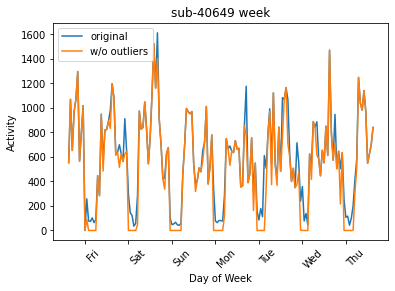 sub-40649 week
original
w/o outliers
1600
1400
1200
1000
800
600
400
200
0
Activity
Fri
Sat
Sun
Mon
Tue
Wed
Thu
Day of Week